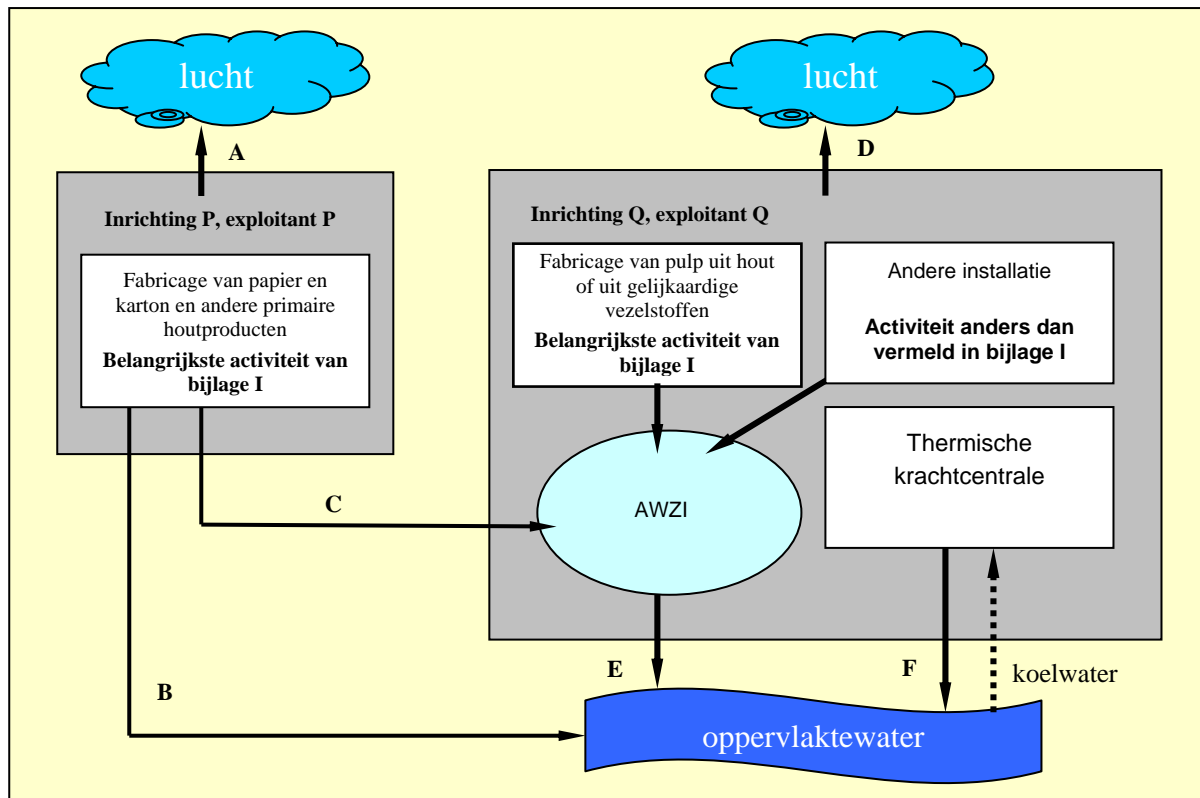 lucht
A
Inrichting P, exploitant P
Fabricage van papier en
karton en andere primaire
houtproducten
Belangrijkste activiteit van
bijlage I
lucht
D
Inrichting Q, exploitant Q
Fabricage van pulp uit hout
of uit gelijkaardige
vezelstoffen
Belangrijkste activiteit van
bijlage I
Andere installatie
Activiteit anders dan
vermeld in bijlage I
Thermische
krachtcentrale
C
AWZI
B
E
F
koelwater
oppervlaktewater